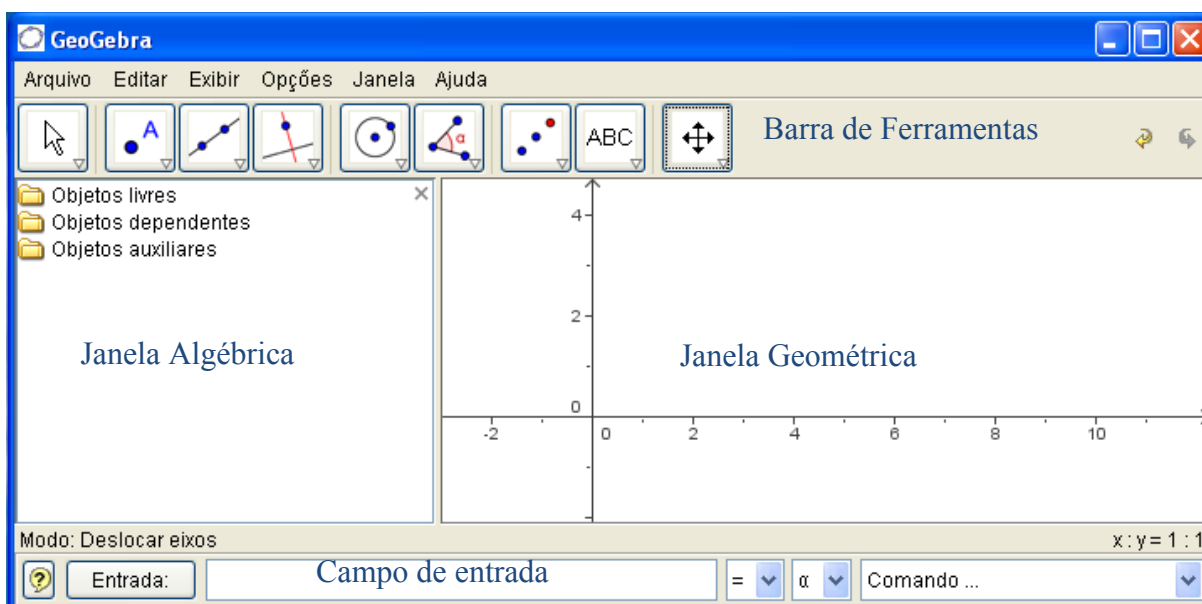 GeoGebra
Arquivo Editar Exibir Opções Janela Ajuda
A α ABC Barra de Ferramentas
Objetos livres
Objetos dependentes
Objetos auxiliares
Janela Algébrica
Janela Geométrica
4
2
0
-2 0 2 4 6 8 10
Modo: Deslocar eixos x : y = 1 : 1
Entrada: Campo de entrada = α Comando ...